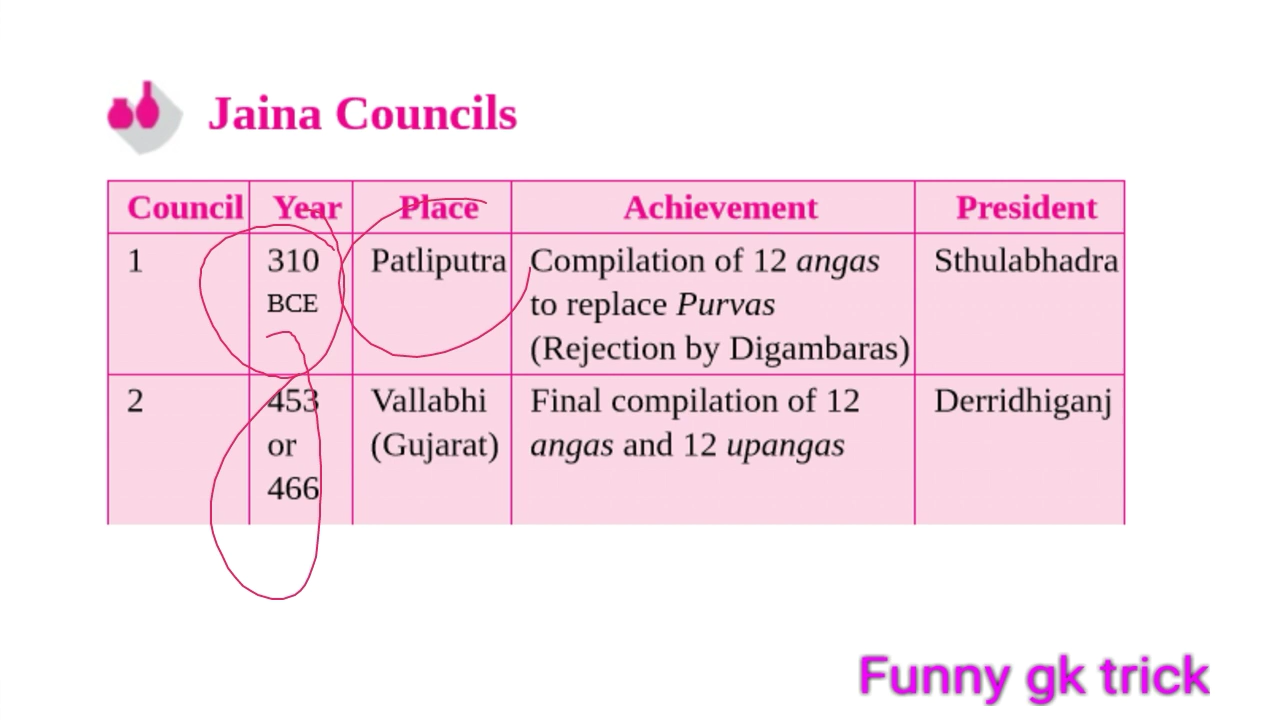 Jaina Councils
Council Year Place Achievement President
1 310 Patliputra Compilation of 12 angas Sthulabhadra
BCE to replace Purvas
(Rejection by Digambaras)
2 453 Vallabhi Final compilation of 12 Derridhiganj
or (Gujarat) angas and 12 upangas
466
Funny gk trick